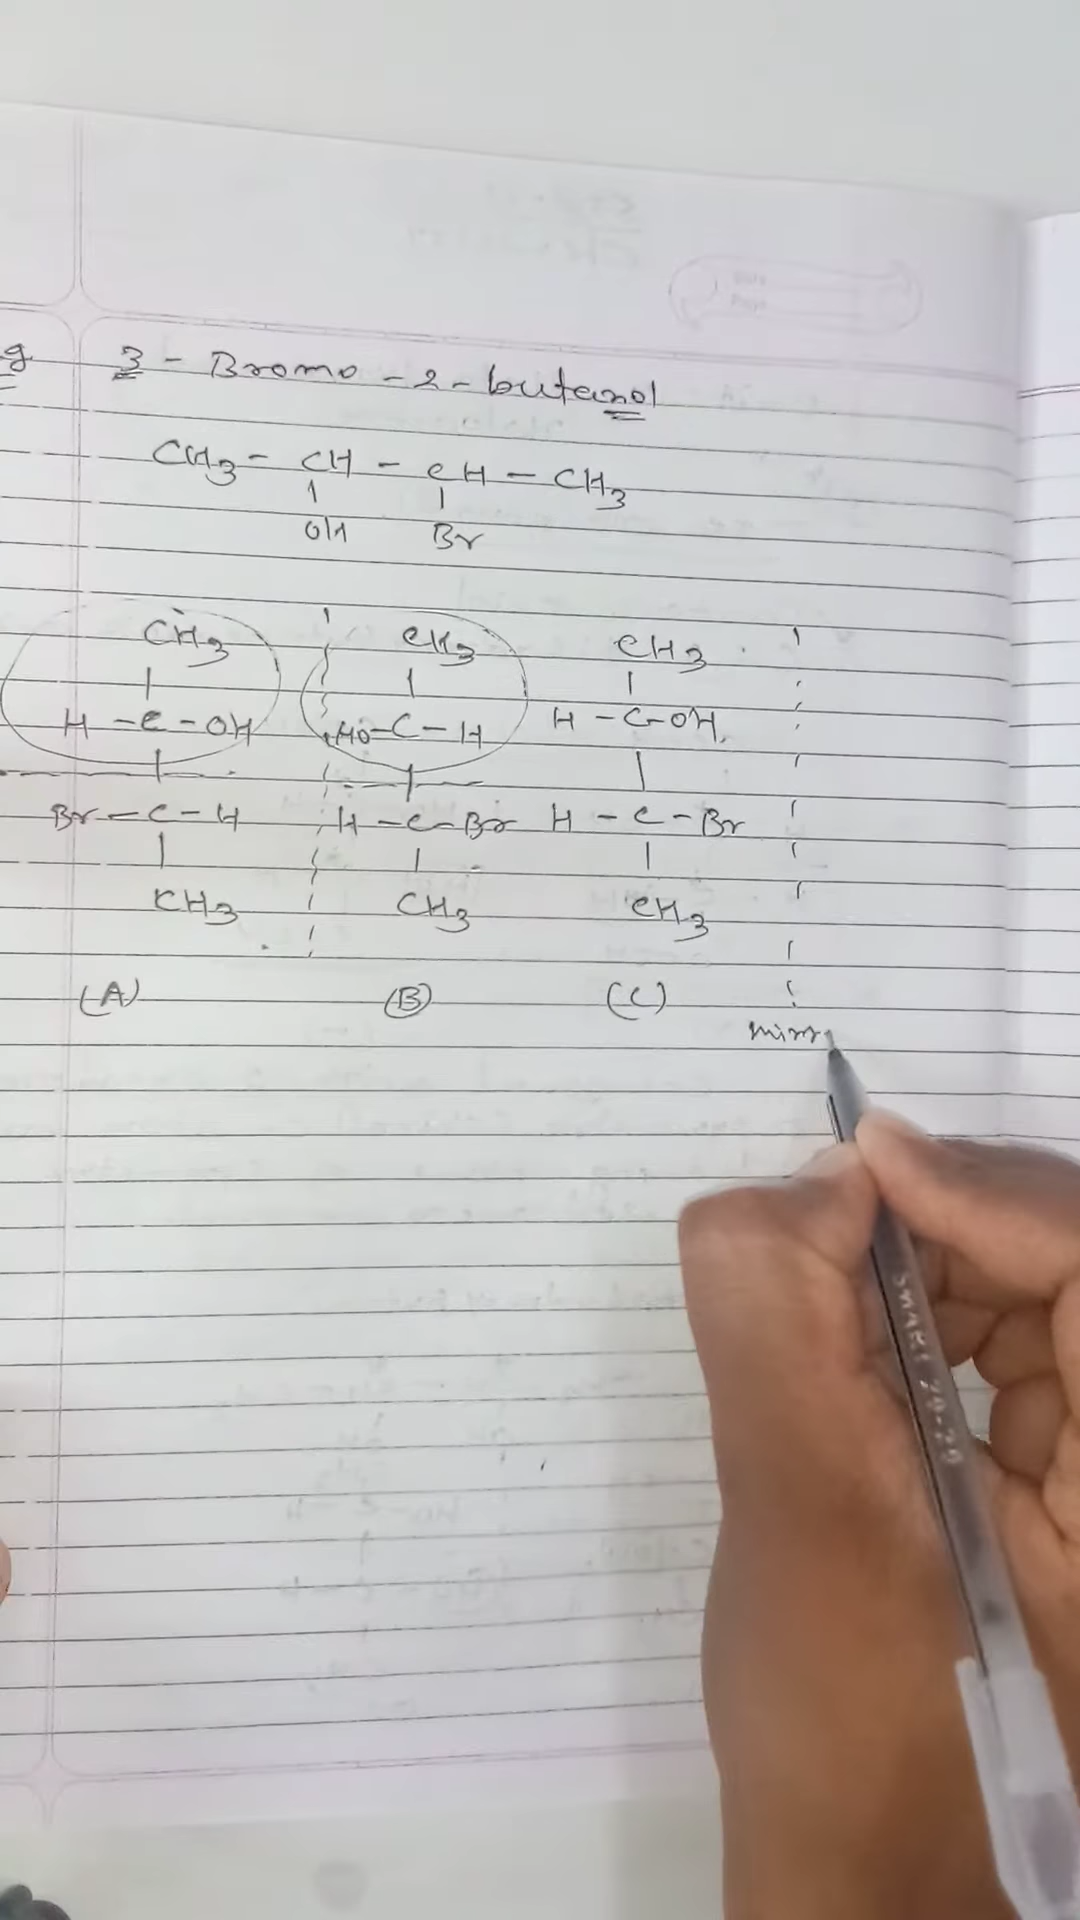 eg 3 - Bromo - 2 - butanol
CH3 - CH - CH - CH3
OH Br
CH3 CH3 CH3
H - C - OH HO - C - H H - C - OH
Br - C - H H - C - Br H - C - Br
CH3 CH3 CH3
(A) (B) (C)
mirr